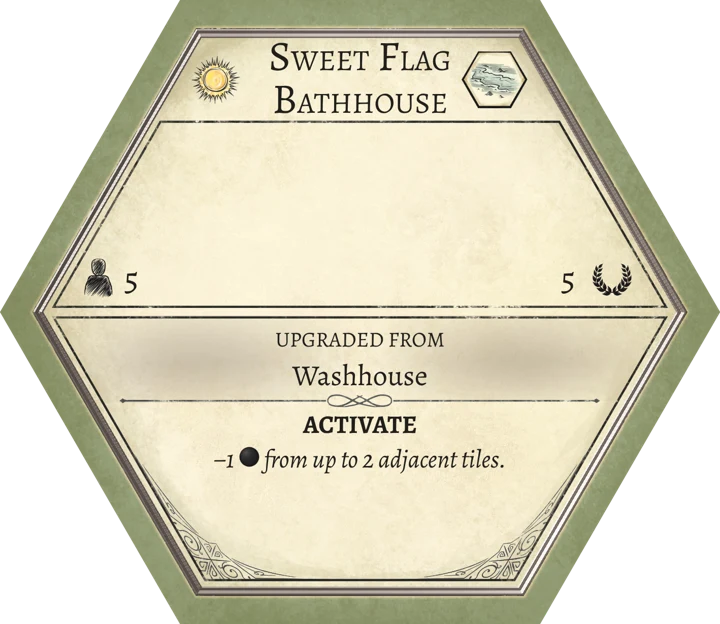 Sweet Flag
Bathhouse
5
5
UPGRADED FROM
Washhouse
ACTIVATE
–1 from up to 2 adjacent tiles.